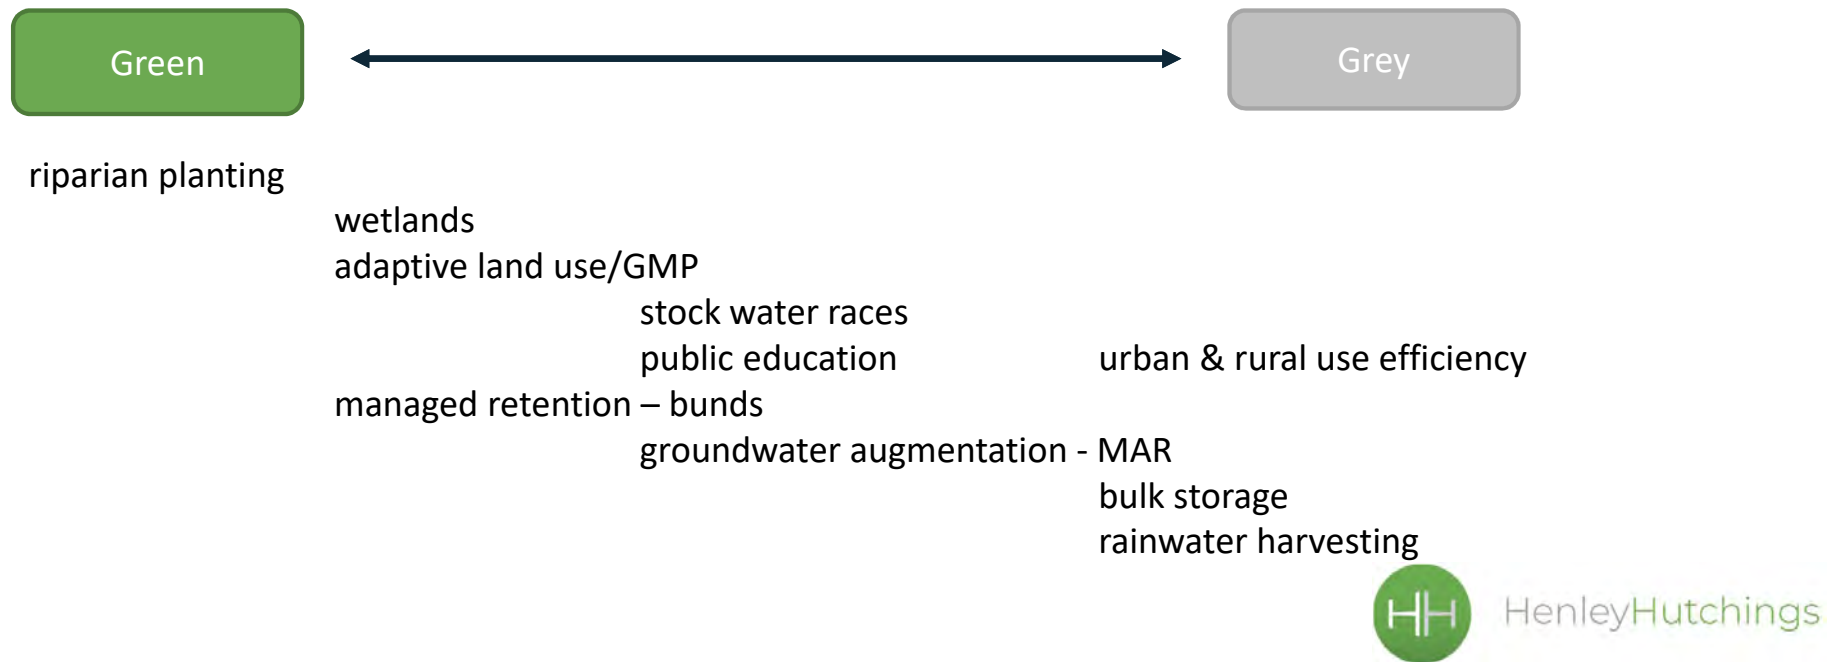 Green
Grey
riparian planting
wetlands
adaptive land use/GMP
stock water races
public education
urban & rural use efficiency
managed retention – bunds
groundwater augmentation - MAR
bulk storage
rainwater harvesting
HH HenleyHutchings